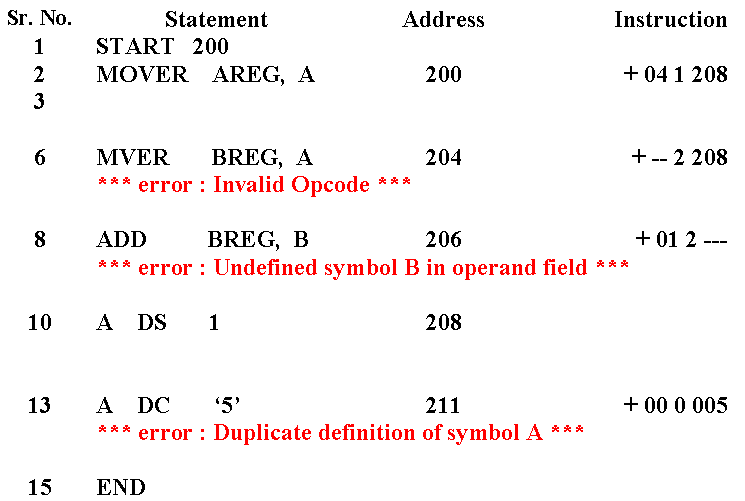 Sr. No. Statement Address Instruction
1 START 200
2 MOVER AREG, A 200 + 04 1 208
3
6 MVER BREG, A 204 + -- 2 208
*** error : Invalid Opcode ***
8 ADD BREG, B 206 + 01 2 ---
*** error : Undefined symbol B in operand field ***
10 A DS 1 208
13 A DC ‘5’ 211 + 00 0 005
*** error : Duplicate definition of symbol A ***
15 END